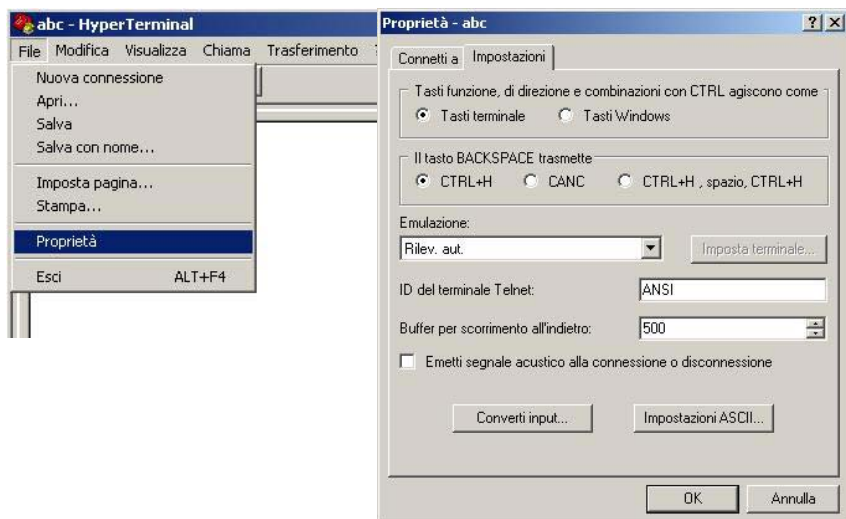 abc - HyperTerminal
File Modifica Visualizza Chiama Trasferimento ?
Nuova connessione
Apri...
Salva
Salva con nome...
Imposta pagina...
Stampa...
Proprietà
Esci ALT+F4
Proprietà - abc
Connetti a Impostazioni
Tasti funzione, di direzione e combinazioni con CTRL agiscono come
Tasti terminale Tasti Windows
Il tasto BACKSPACE trasmette
CTRL+H CANC CTRL+H , spazio, CTRL+H
Emulazione:
Rilev. aut. Imposta terminale...
ID del terminale Telnet: ANSI
Buffer per scorrimento all'indietro: 500
Emetti segnale acustico alla connessione o disconnessione
Converti input... Impostazioni ASCII...
OK Annulla